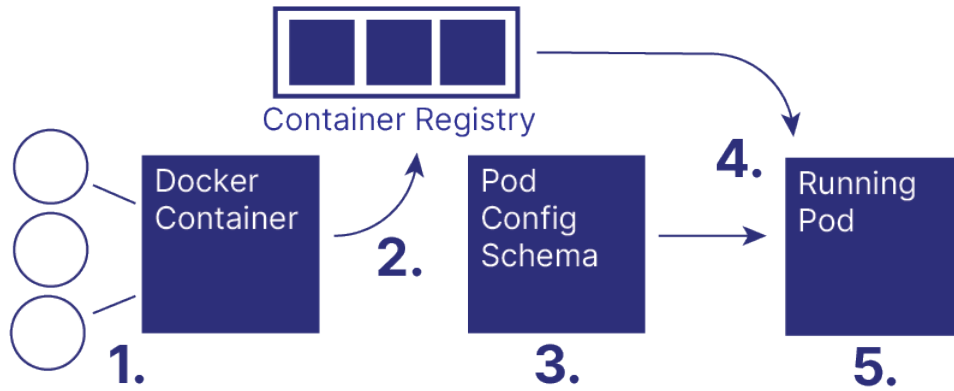 Container Registry
Docker
Container
1.
2.
Pod
Config
Schema
3.
4.
Running
Pod
5.